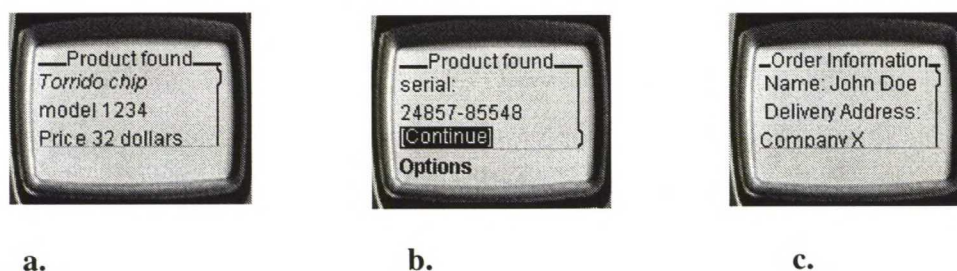 Product found
Torrido chip
model 1234
Price 32 dollars
a.
Product found
serial:
24857-85548
[Continue]
Options
b.
Order Information
Name: John Doe
Delivery Address:
Company X
c.